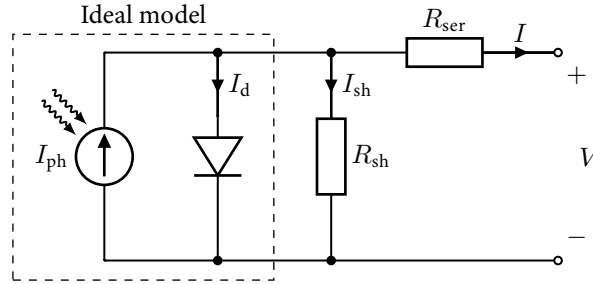 Ideal model
R_ser
I
I_d
I_sh
+
I_ph
R_sh
V
−